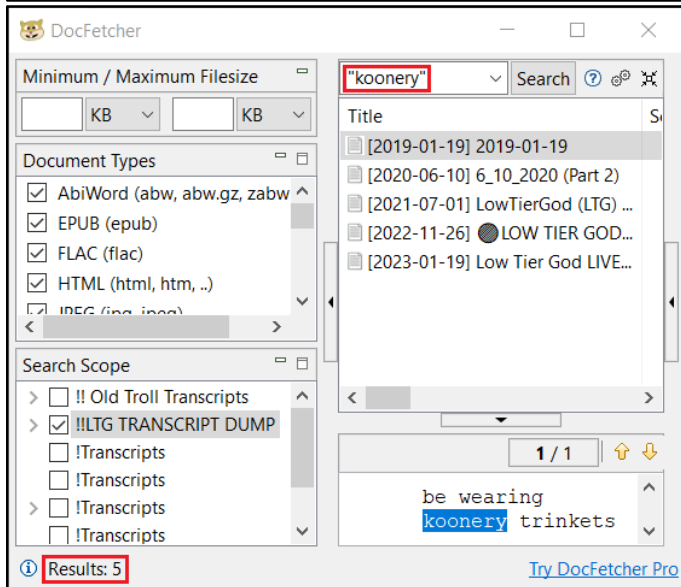 DocFetcher
Minimum / Maximum Filesize
KB KB
Document Types
AbiWord (abw, abw.gz, zabw
EPUB (epub)
FLAC (flac)
HTML (html, htm, ..)
JPEG (jpg, jpeg)
Search Scope
!! Old Troll Transcripts
!!LTG TRANSCRIPT DUMP
!Transcripts
!Transcripts
!Transcripts
!Transcripts
Results: 5
"koonery" Search
Title
[2019-01-19] 2019-01-19
[2020-06-10] 6_10_2020 (Part 2)
[2021-07-01] LowTierGod (LTG) ...
[2022-11-26] LOW TIER GOD...
[2023-01-19] Low Tier God LIVE...
1 / 1
be wearing
koonery trinkets
Try DocFetcher Pro